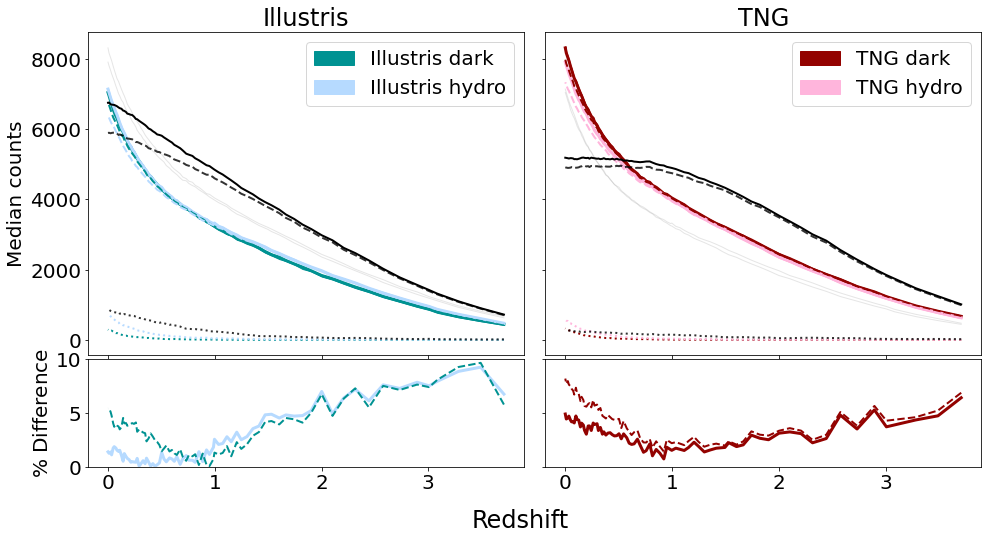 Illustris
TNG
Median counts
8000
6000
4000
2000
0
Illustris dark
Illustris hydro
TNG dark
TNG hydro
% Difference
10
5
0
0 1 2 3
0 1 2 3
Redshift